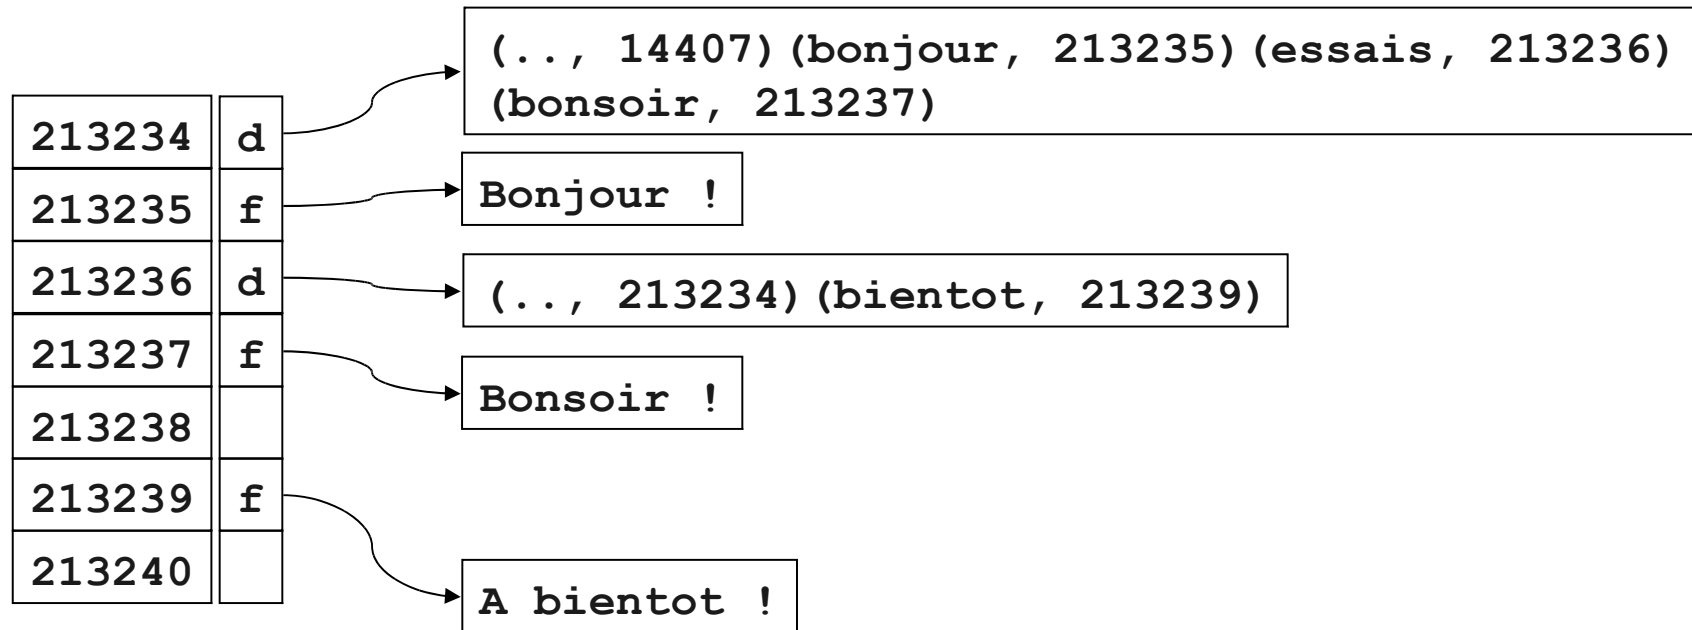 (.., 14407)(bonjour, 213235)(essais, 213236)
(bonsoir, 213237)
213234 d
Bonjour !
213235 f
213236 d
(.., 213234)(bientot, 213239)
213237 f
Bonsoir !
213238
213239 f
213240
A bientot !